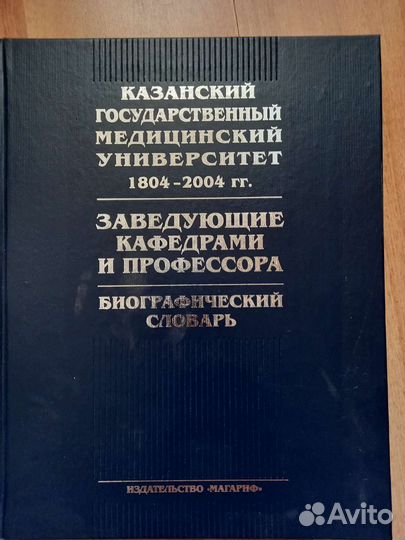 КАЗАНСКИЙ
ГОСУДАРСТВЕННЫЙ
МЕДИЦИНСКИЙ
УНИВЕРСИТЕТ
1804-2004 гг.
ЗАВЕДУЮЩИЕ
КАФЕДРАМИ
И ПРОФЕССОРА
БИОГРАФИЧЕСКИЙ
СЛОВАРЬ
ИЗДАТЕЛЬСТВО «МАГАРИФ»
Avito